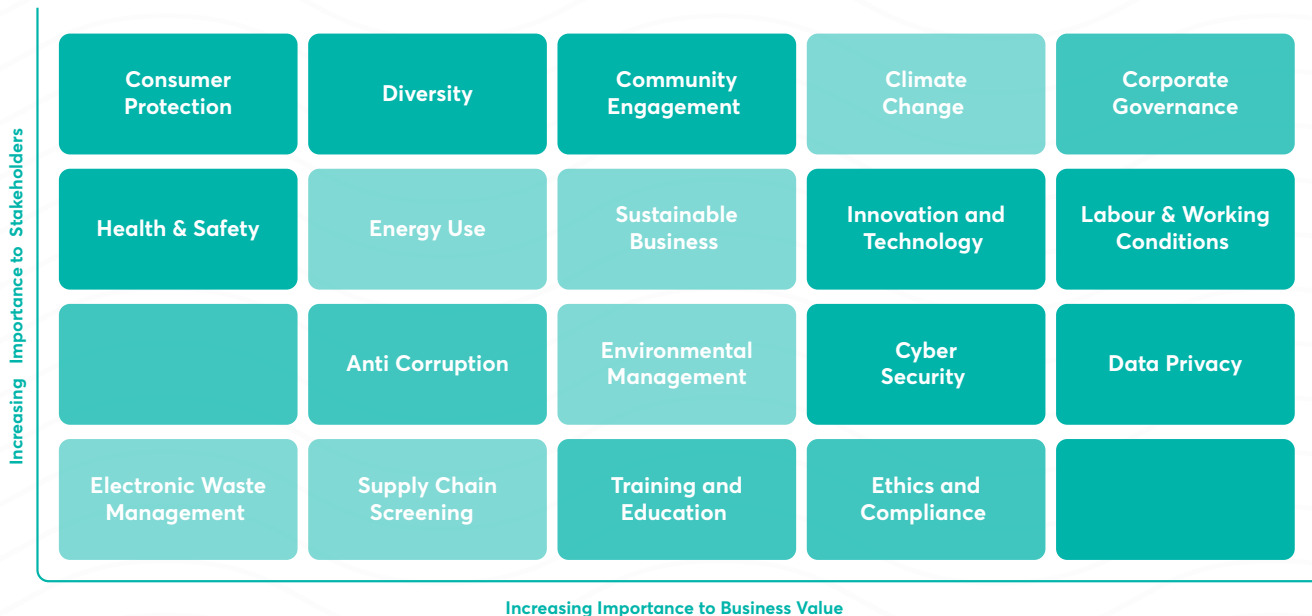 Increasing Importance to Stakeholders
Consumer
Protection
Diversity
Community
Engagement
Climate
Change
Corporate
Governance
Health & Safety
Energy Use
Sustainable
Business
Innovation and
Technology
Labour & Working
Conditions
Anti Corruption
Environmental
Management
Cyber
Security
Data Privacy
Electronic Waste
Management
Supply Chain
Screening
Training and
Education
Ethics and
Compliance
Increasing Importance to Business Value